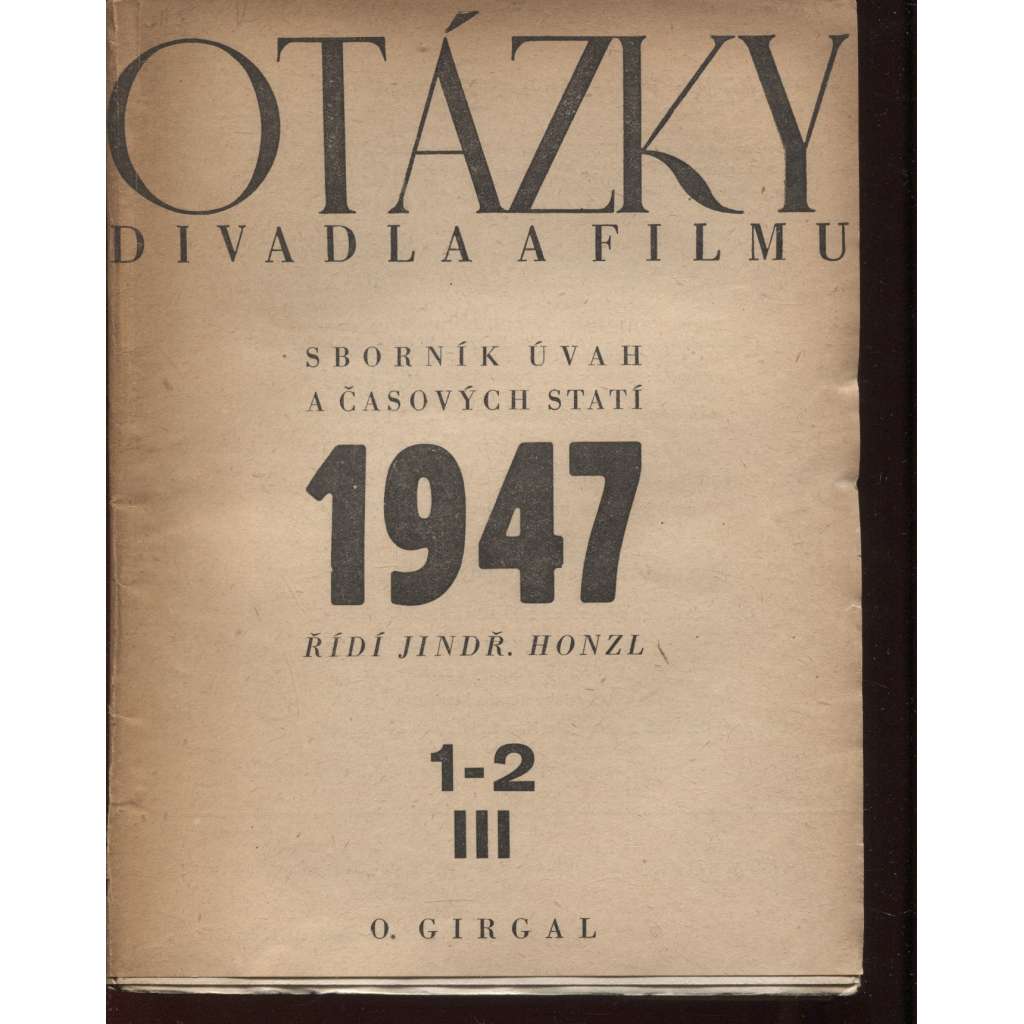 OTÁZKY
DIVADLA A FILMU
SBORNÍK ÚVAH
A ČASOVÝCH STATÍ
1947
ŘÍDÍ JINDŘ. HONZL
1-2
III
O. GIRGAL